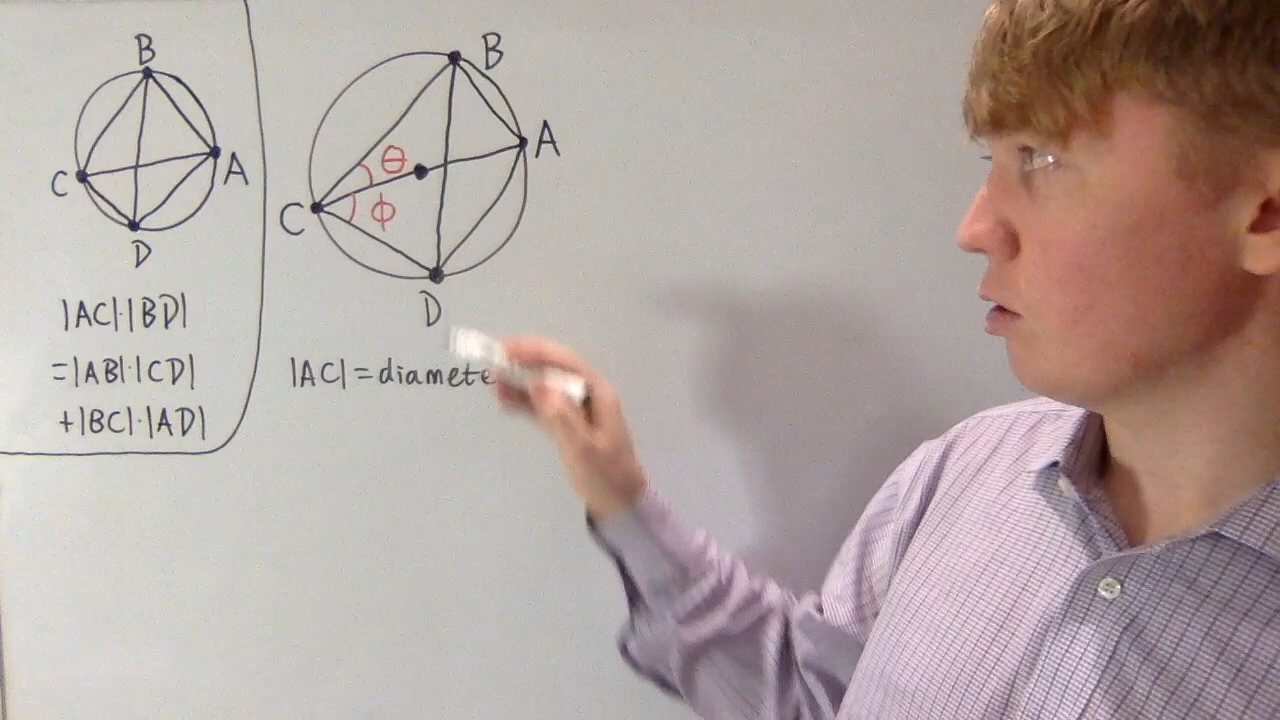 B
C
A
D
|AC|·|BD|
=|AB|·|CD|
+|BC|·|AD|
B
A
θ
C
ϕ
D
|AC|=diamete